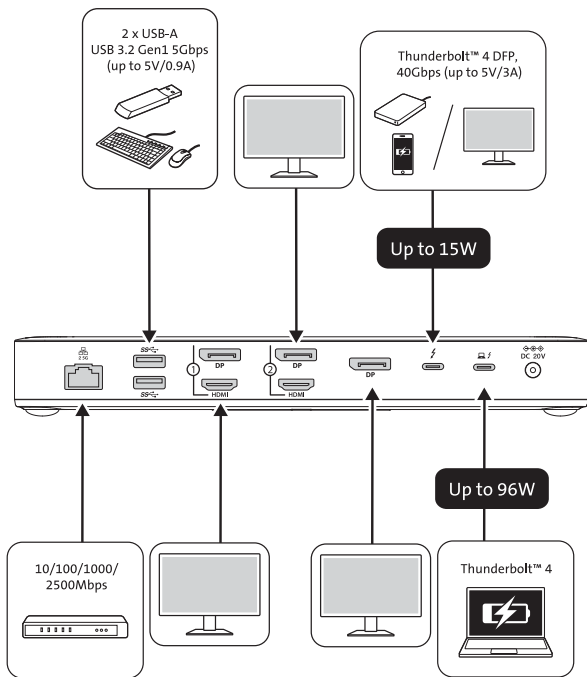 2 x USB-A
USB 3.2 Gen1 5Gbps
(up to 5V/0.9A)
Thunderbolt™ 4 DFP,
40Gbps (up to 5V/3A)
Up to 15W
2.5G
SS
SS
1
DP
HDMI
2
DP
HDMI
DP
DC 20V
Up to 96W
10/100/1000/
2500Mbps
Thunderbolt™ 4